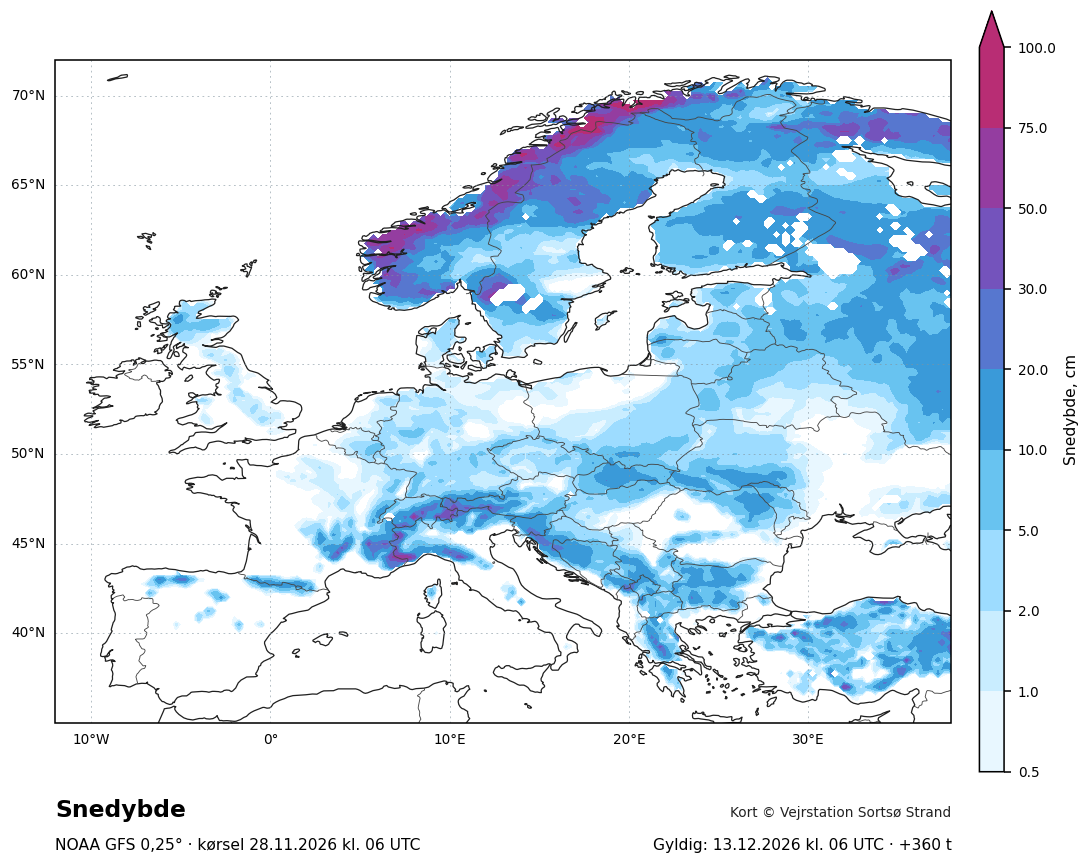 100.0
75.0
50.0
30.0
20.0
10.0
5.0
2.0
1.0
0.5
Snedybde, cm
70°N
65°N
60°N
55°N
50°N
45°N
40°N
10°W 0° 10°E 20°E 30°E
Snedybde
Kort © Vejrstation Sortsø Strand
NOAA GFS 0,25° · kørsel 28.11.2026 kl. 06 UTC
Gyldig: 13.12.2026 kl. 06 UTC · +360 t